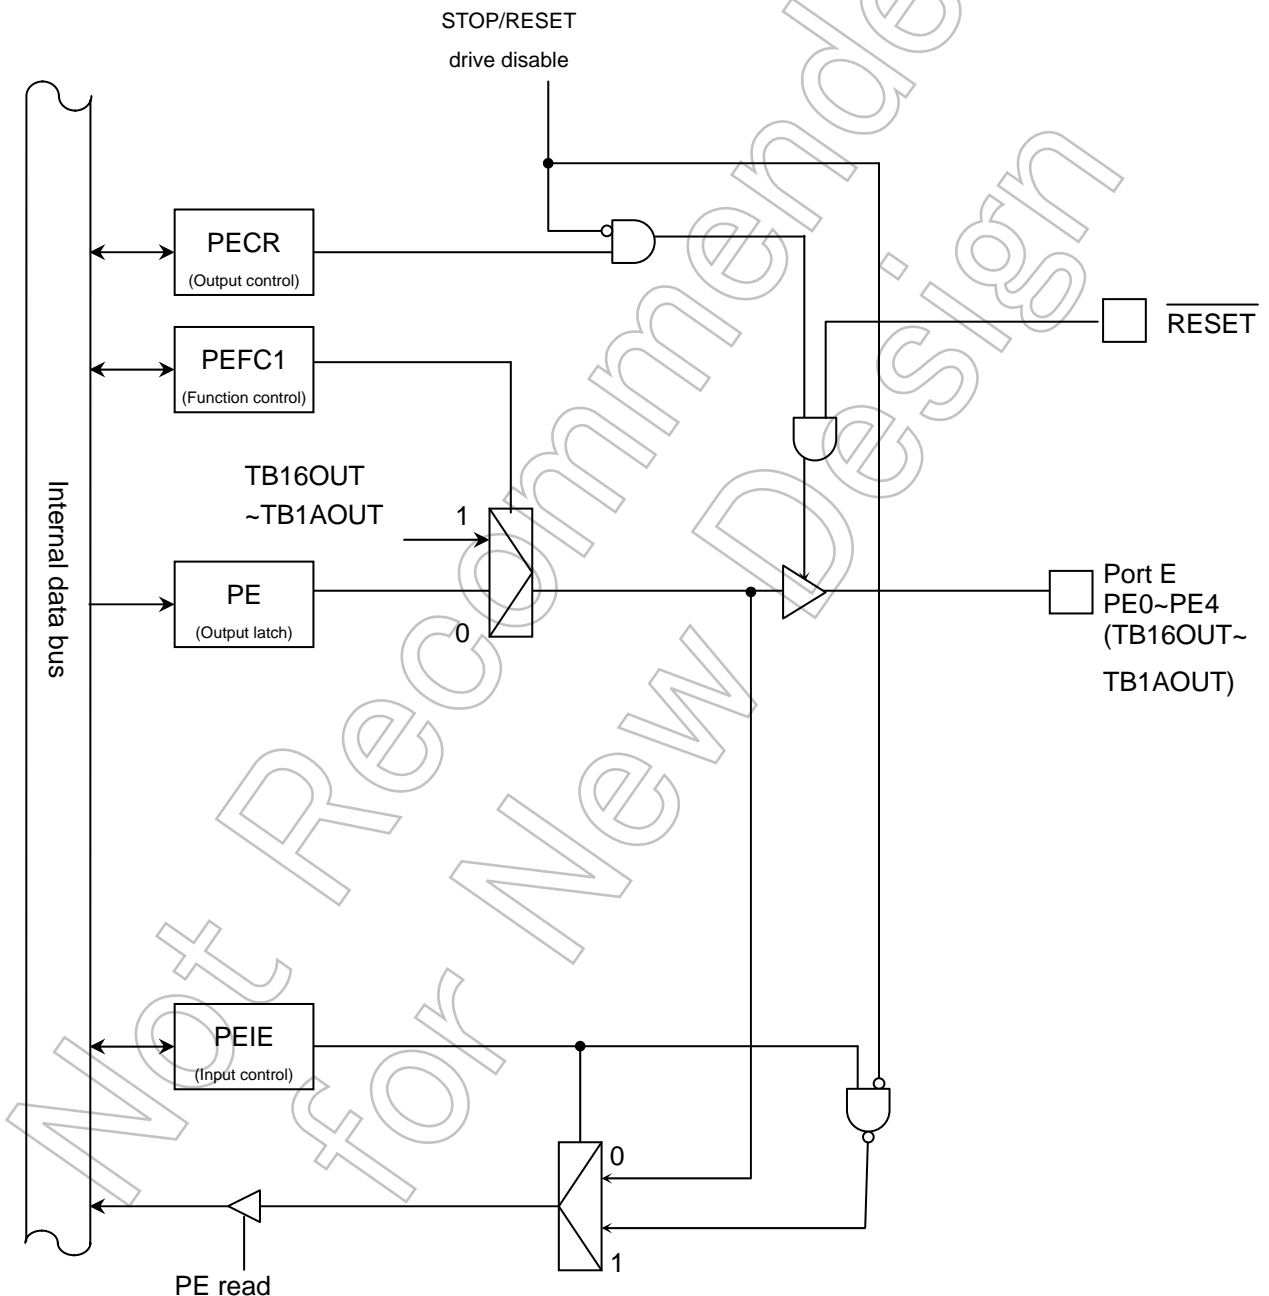 STOP/RESET
drive disable
PECR
(Output control)
RESET
PEFC1
(Function control)
TB16OUT
~TB1AOUT
1
Internal data bus
PE
(Output latch)
0
Port E
PE0~PE4
(TB16OUT~
TB1AOUT)
PEIE
(Input control)
0
1
PE read
Not Recommended
for New Design